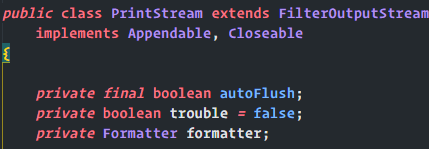 public class PrintStream extends FilterOutputStream
    implements Appendable, Closeable
{
    private final boolean autoFlush;
    private boolean trouble = false;
    private Formatter formatter;